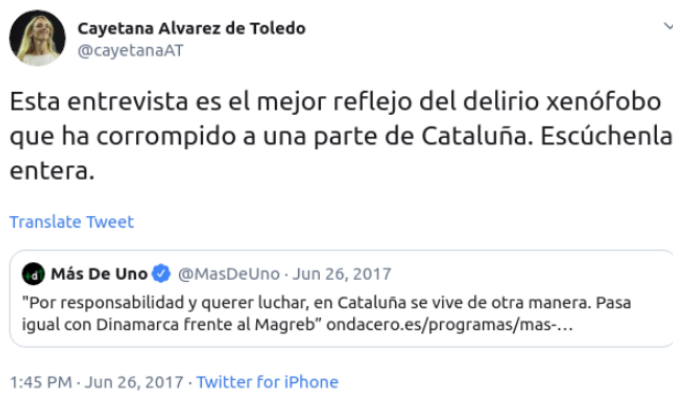 Cayetana Alvarez de Toledo
@cayetanaAT
Esta entrevista es el mejor reflejo del delirio xenófobo
que ha corrompido a una parte de Cataluña. Escúchenla
entera.
Translate Tweet
Más De Uno @MasDeUno · Jun 26, 2017
"Por responsabilidad y querer luchar, en Cataluña se vive de otra manera. Pasa
igual con Dinamarca frente al Magreb” ondacero.es/programas/mas-…
1:45 PM · Jun 26, 2017 · Twitter for iPhone